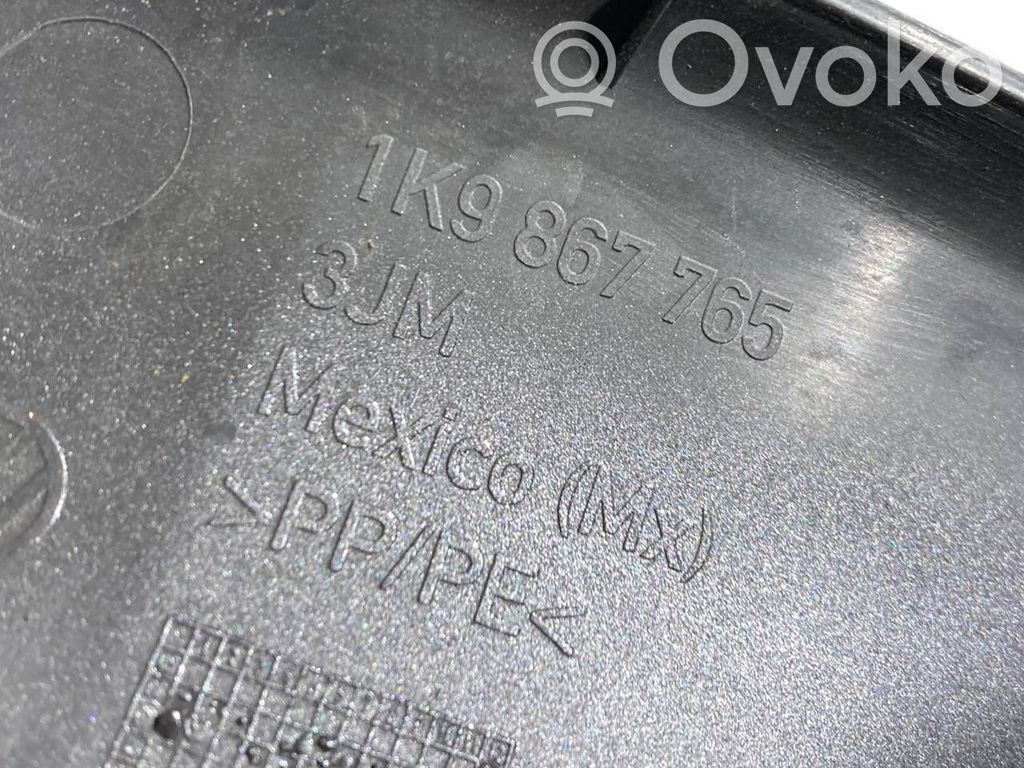 Ovoko
1K9 867 765
3JM
Mexico (Mx)
>PP/PE<